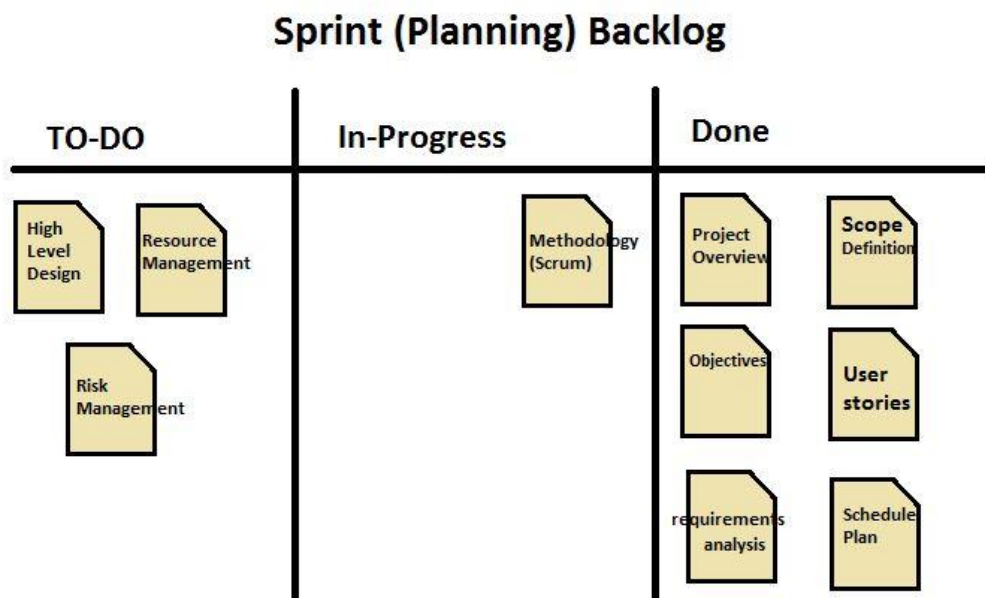 Sprint (Planning) Backlog
TO-DO
In-Progress
Done
High
Level
Design
Resource
Management
Risk
Management
Methodology
(Scrum)
Project
Overview
Scope
Definition
Objectives
User
stories
requirements
analysis
Schedule
Plan